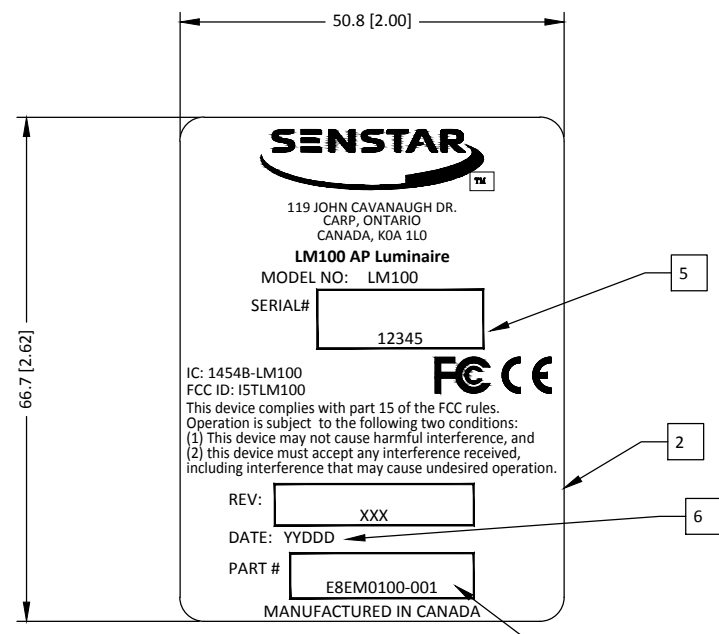 50.8 [2.00]
66.7 [2.62]
SENSTAR
TM
119 JOHN CAVANAUGH DR.
CARP, ONTARIO
CANADA, K0A 1L0
LM100 AP Luminaire
MODEL NO: LM100
SERIAL#
12345
5
IC: 1454B-LM100
FCC ID: I5TLM100
FC CE
This device complies with part 15 of the FCC rules.
Operation is subject to the following two conditions:
(1) This device may not cause harmful interference, and
(2) this device must accept any interference received,
including interference that may cause undesired operation.
2
REV:
XXX
DATE: YYDDD
6
PART #
E8EM0100-001
MANUFACTURED IN CANADA